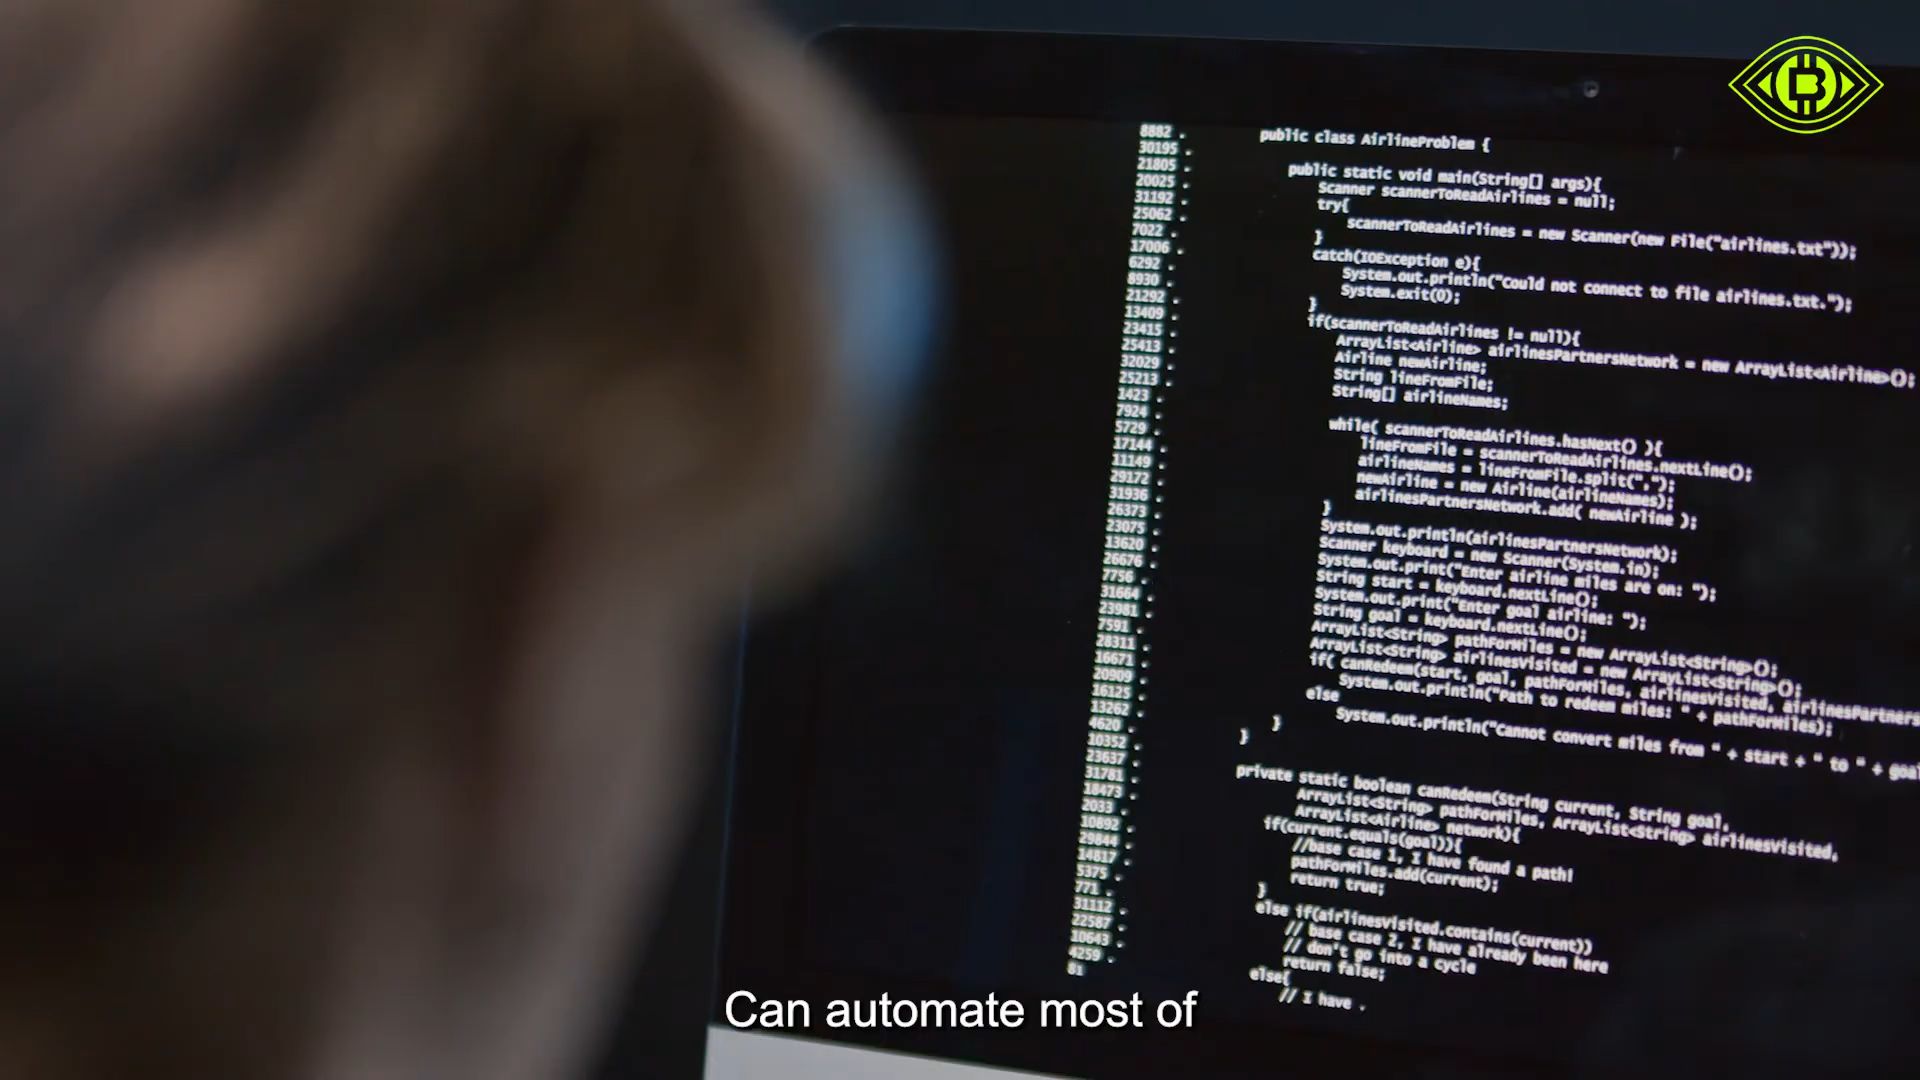 8882 .
30195 .
21805 .
20025 .
31192 .
25062 .
7022 .
17006 .
6292 .
8930 .
21292 .
13409 .
23415 .
25413 .
32029 .
25213 .
1423 .
7924 .
5729 .
17144 .
11149 .
29172 .
31936 .
26373 .
23075 .
13620 .
26676 .
7756 .
31664 .
23981 .
7591 .
28311 .
16671 .
20909 .
16125 .
13262 .
4620 .
10352 .
23637 .
31781 .
18473 .
2033 .
10892 .
29844 .
14817 .
5375 .
771 .
31112 .
22587 .
10643 .
4259 .
81
public class AirlineProblem {
public static void main(String[] args){
Scanner scannerToReadAirlines = null;
try{
scannerToReadAirlines = new Scanner(new File("airlines.txt"));
}
catch(IOException e){
System.out.println("Could not connect to file airlines.txt.");
System.exit(0);
}
if(scannerToReadAirlines != null){
ArrayList<Airline> airlinesPartnersNetwork = new ArrayList<Airline>();
Airline newAirline;
String lineFromFile;
String[] airlineNames;
while( scannerToReadAirlines.hasNext() ){
lineFromFile = scannerToReadAirlines.nextLine();
airlineNames = lineFromFile.split(",");
newAirline = new Airline(airlineNames);
airlinesPartnersNetwork.add( newAirline );
}
System.out.println(airlinesPartnersNetwork);
Scanner keyboard = new Scanner(System.in);
System.out.print("Enter airline miles are on: ");
String start = keyboard.nextLine();
System.out.print("Enter goal airline: ");
String goal = keyboard.nextLine();
ArrayList<String> pathForMiles = new ArrayList<String>();
ArrayList<String> airlinesVisited = new ArrayList<String>();
if( canRedeem(start, goal, pathForMiles, airlinesVisited, airlinesPartners
System.out.println("Path to redeem miles: " + pathForMiles);
else
System.out.println("Cannot convert miles from " + start + " to " + goal
}
}
private static boolean canRedeem(String current, String goal,
ArrayList<String> pathForMiles, ArrayList<String> airlinesVisited,
ArrayList<Airline> network){
if(current.equals(goal)){
//base case 1, I have found a path!
pathForMiles.add(current);
return true;
}
else if(airlinesVisited.contains(current))
// base case 2, I have already been here
// don't go into a cycle
return false;
else{
// I have .
Can automate most of